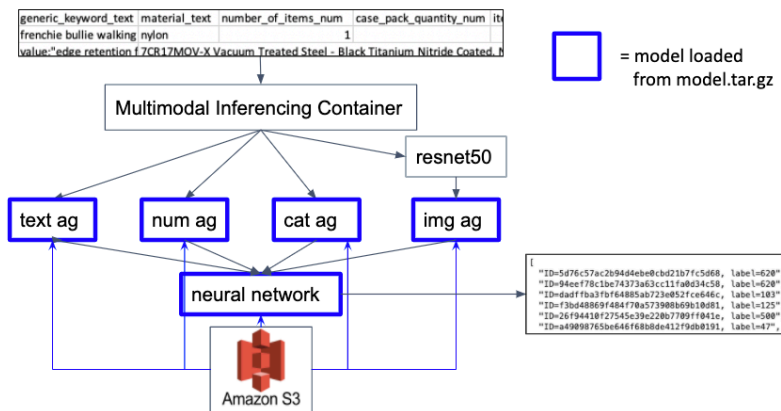 generic_keyword_text material_text number_of_items_num case_pack_quantity_num
frenchie bullie walking nylon 1
value:"edge retention f 7CR17MOV-X Vacuum Treated Steel - Black Titanium Nitride Coated.
= model loaded
from model.tar.gz
Multimodal Inferencing Container
resnet50
text ag num ag cat ag img ag
neural network
[
"ID=5d76c57ac2b94d4ebe0cbd21b7fc5d68, label=620"
"ID=94eef78c1be74373a63cc11fa0d34c58, label=620"
"ID=dadffba3fbf64885ab723e052fce646c, label=103"
"ID=f3bd48869f484f70a573908b69b10d81, label=125"
"ID=26f94410f27545e39e220b7709ff041e, label=500"
"ID=a49098765be646f68b8de412f9db0191, label=47",
Amazon S3